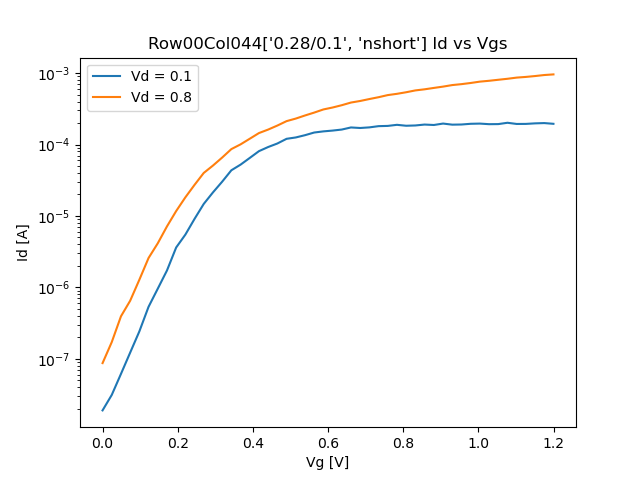 Row00Col044['0.28/0.1', 'nshort'] Id vs Vgs
Vd = 0.1
Vd = 0.8
Id [A]
10⁻³
10⁻⁴
10⁻⁵
10⁻⁶
10⁻⁷
0.0 0.2 0.4 0.6 0.8 1.0 1.2
Vg [V]